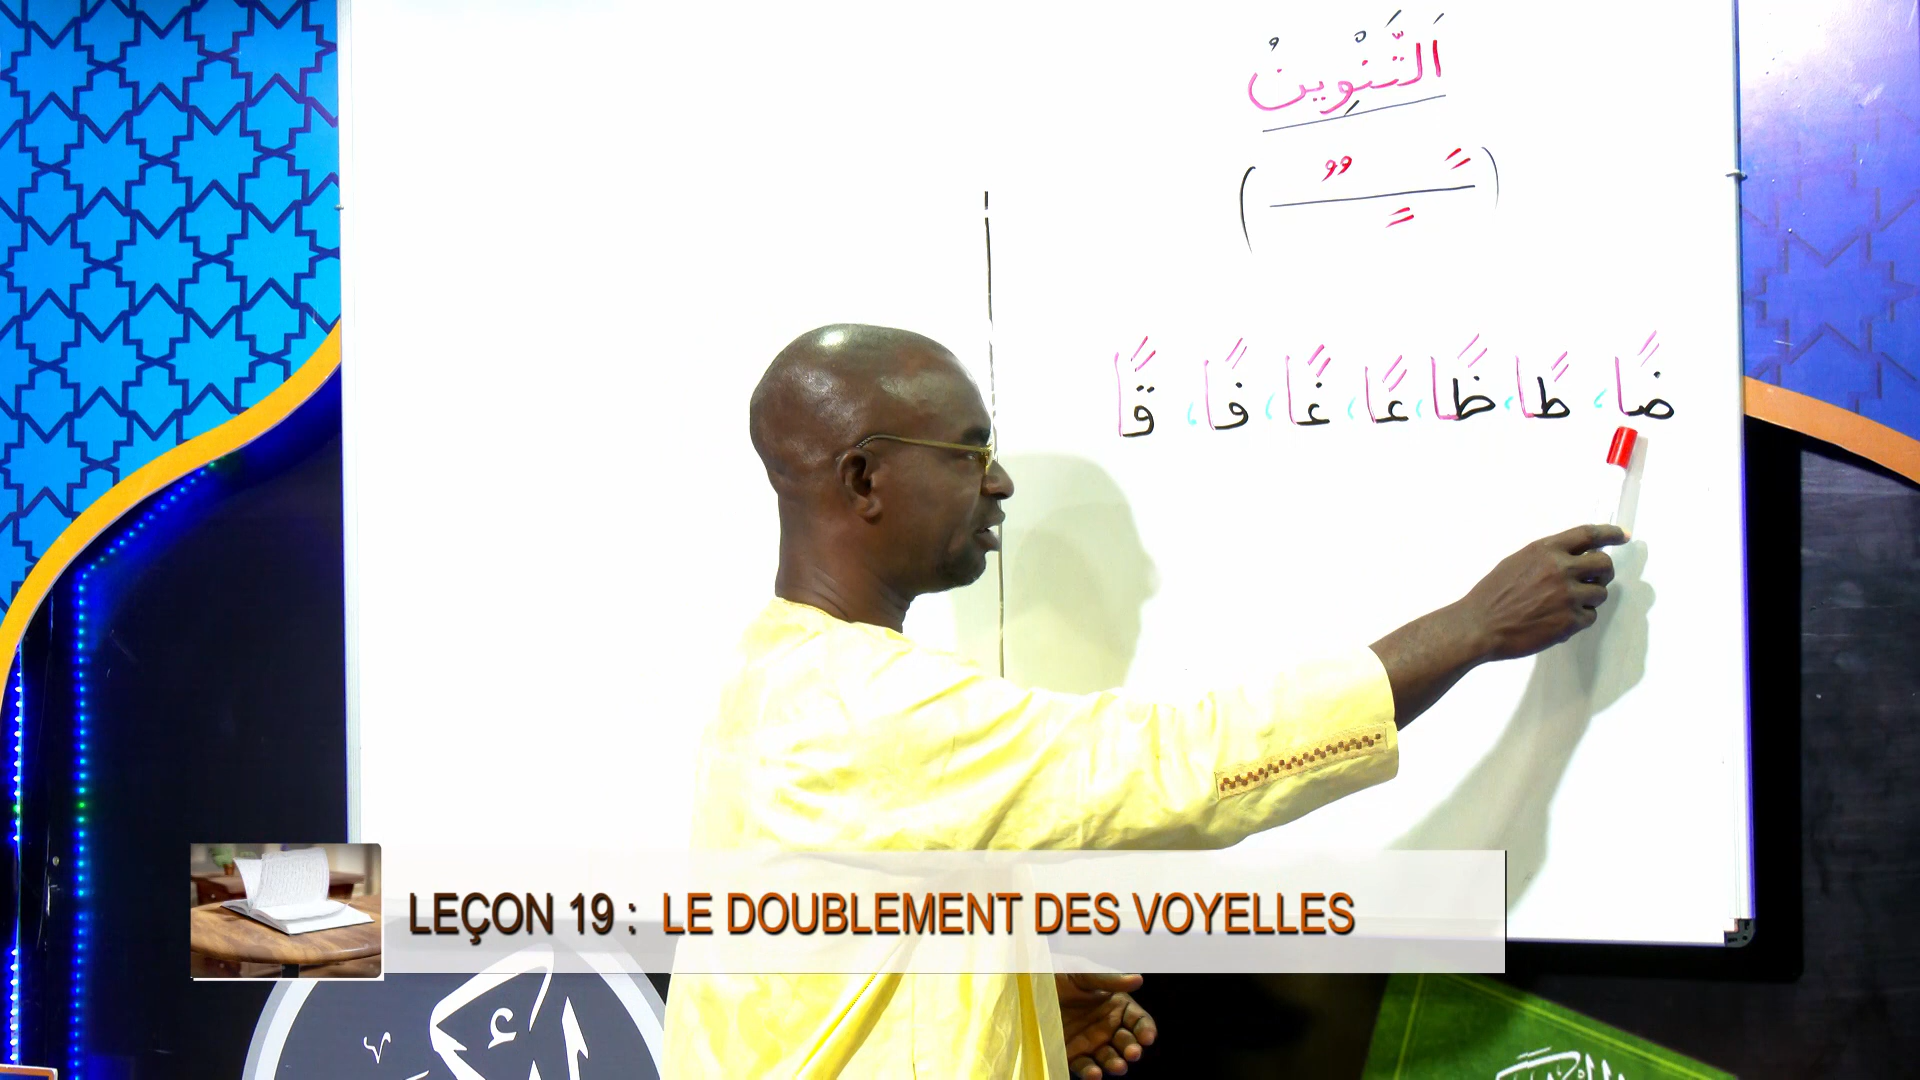 اَلتَّنْوِينُ
( ً ٌ ٍ )
ضًا، طًا، ظًا، عًا، غًا، فًا، قًا
LEÇON 19 : LE DOUBLEMENT DES VOYELLES